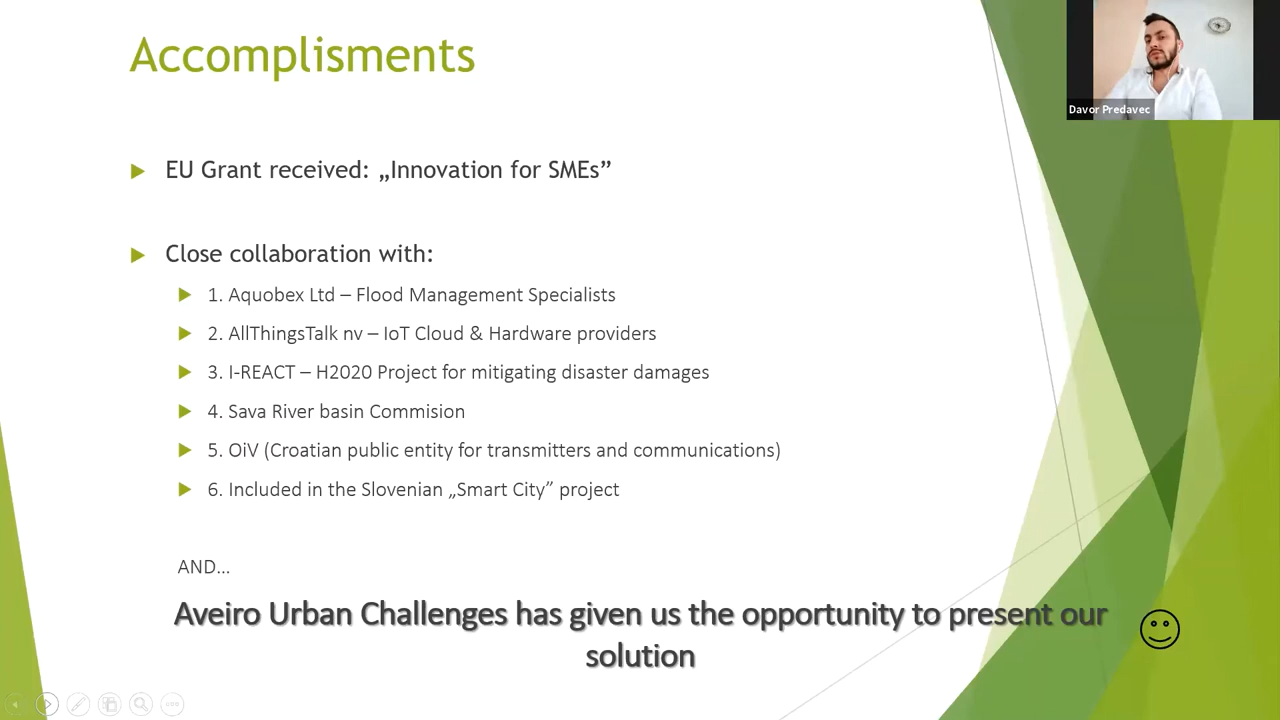 Accomplisments
Davor Predavec
EU Grant received: „Innovation for SMEs”
Close collaboration with:
1. Aquobex Ltd – Flood Management Specialists
2. AllThingsTalk nv – IoT Cloud & Hardware providers
3. I-REACT – H2020 Project for mitigating disaster damages
4. Sava River basin Commision
5. OiV (Croatian public entity for transmitters and communications)
6. Included in the Slovenian „Smart City” project
AND...
Aveiro Urban Challenges has given us the opportunity to present our
solution